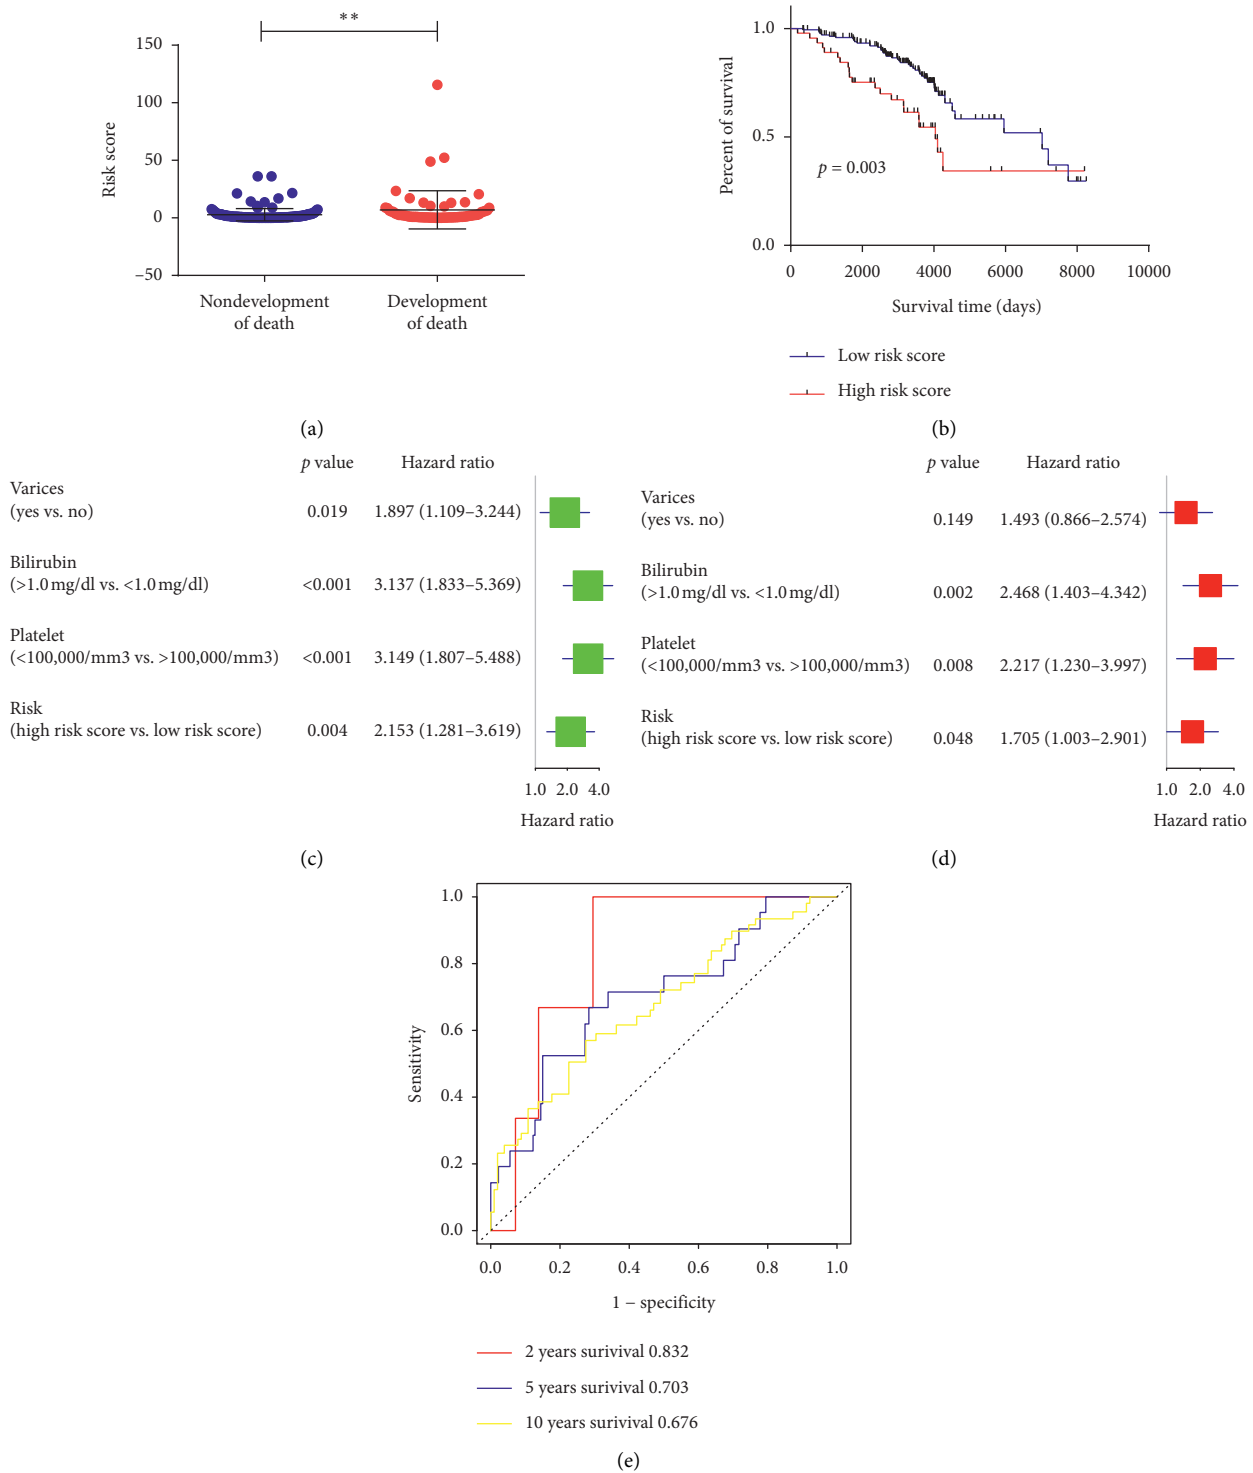 **
150
100
50
0
−50
Risk score
Nondevelopment
of death
Development
of death
(a)
1.0
0.5
0.0
Percent of survival
p = 0.003
0 2000 4000 6000 8000 10000
Survival time (days)
Low risk score
High risk score
(b)
p value Hazard ratio
Varices
(yes vs. no) 0.019 1.897 (1.109–3.244)
Bilirubin
(>1.0 mg/dl vs. <1.0 mg/dl) <0.001 3.137 (1.833–5.369)
Platelet
(<100,000/mm3 vs. >100,000/mm3) <0.001 3.149 (1.807–5.488)
Risk
(high risk score vs. low risk score) 0.004 2.153 (1.281–3.619)
1.0 2.0 4.0
Hazard ratio
(c)
p value Hazard ratio
Varices
(yes vs. no) 0.149 1.493 (0.866–2.574)
Bilirubin
(>1.0 mg/dl vs. <1.0 mg/dl) 0.002 2.468 (1.403–4.342)
Platelet
(<100,000/mm3 vs. >100,000/mm3) 0.008 2.217 (1.230–3.997)
Risk
(high risk score vs. low risk score) 0.048 1.705 (1.003–2.901)
1.0 2.0 4.0
Hazard ratio
(d)
1.0
0.8
0.6
0.4
0.2
0.0
Sensitivity
0.0 0.2 0.4 0.6 0.8 1.0
1 − specificity
2 years surivival 0.832
5 years surivival 0.703
10 years surivival 0.676
(e)